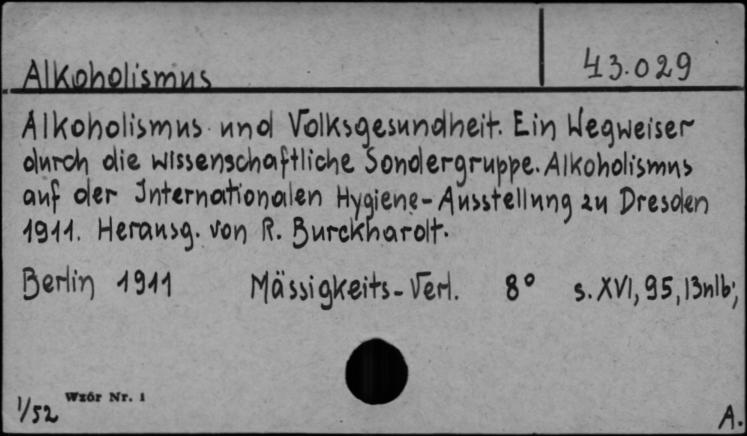 Alkoholismus
43.029
Alkoholismus und Volksgesundheit. Ein Wegweiser
durch die wissenschaftliche Sondergruppe. Alkoholismus
auf der Internationalen Hygiene-Ausstellung zu Dresden
1911. Herausg. von R. Burckhardt.
Berlin 1911 Mässigkeits-Verl. 8° s. XVI, 95, 13nlb;
Wzór Nr. 1
1/52
A.